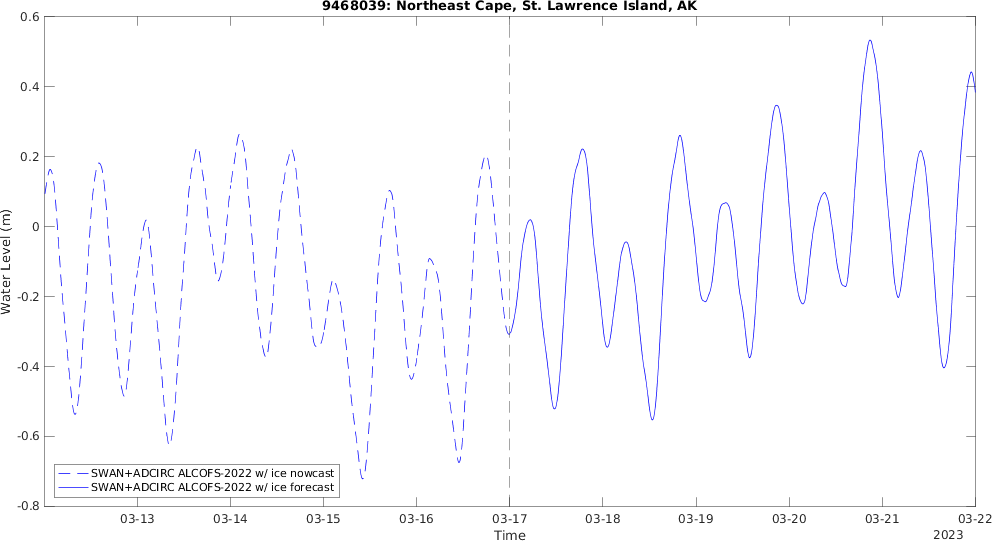 9468039: Northeast Cape, St. Lawrence Island, AK
0.6
0.4
0.2
0
-0.2
-0.4
-0.6
-0.8
Water Level (m)
SWAN+ADCIRC ALCOFS-2022 w/ ice nowcast
SWAN+ADCIRC ALCOFS-2022 w/ ice forecast
03-13 03-14 03-15 03-16 03-17 03-18 03-19 03-20 03-21 03-22
Time
2023